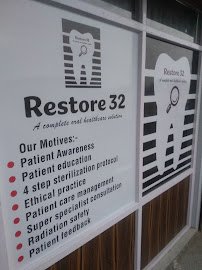 Restore 32
A complete oral healthcare solution
Our Motives:-
Patient Awareness
Patient education
4 step sterilization protocol
Ethical practice
Patient care management
Super specialist consultation
Radiation safety
Patient feedback
Restore 32